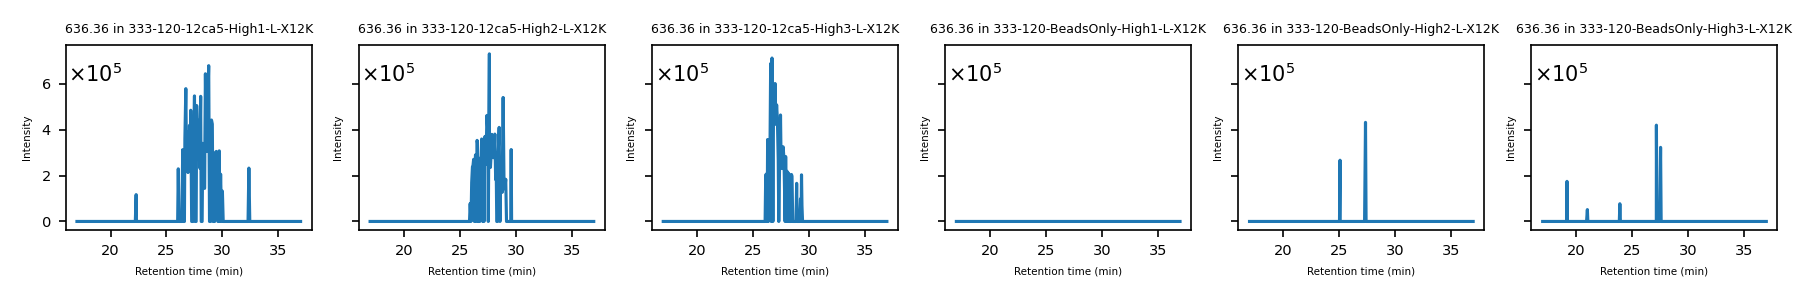 636.36 in 333-120-12ca5-High1-L-X12K
636.36 in 333-120-12ca5-High2-L-X12K
636.36 in 333-120-12ca5-High3-L-X12K
636.36 in 333-120-BeadsOnly-High1-L-X12K
636.36 in 333-120-BeadsOnly-High2-L-X12K
636.36 in 333-120-BeadsOnly-High3-L-X12K
×10⁵
×10⁵
×10⁵
×10⁵
×10⁵
×10⁵
6
4
2
0
Intensity
Intensity
Intensity
Intensity
Intensity
Intensity
20 25 30 35
20 25 30 35
20 25 30 35
20 25 30 35
20 25 30 35
20 25 30 35
Retention time (min)
Retention time (min)
Retention time (min)
Retention time (min)
Retention time (min)
Retention time (min)